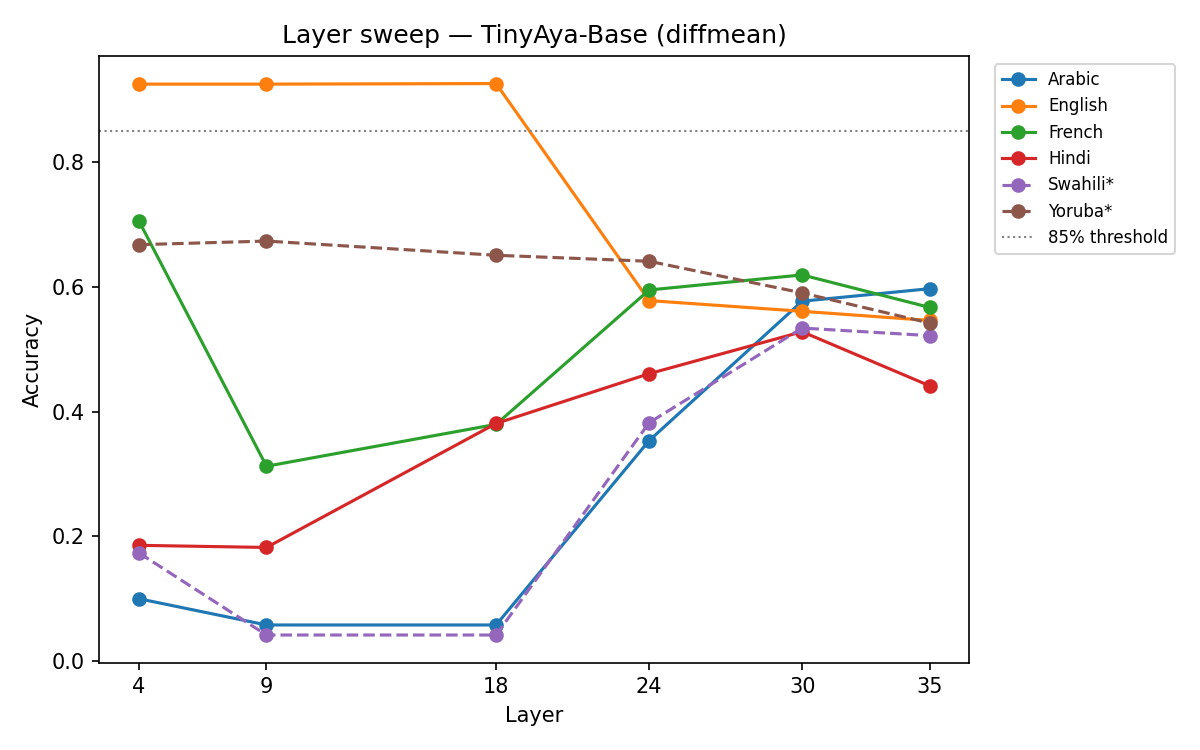 Layer sweep — TinyAya-Base (diffmean)
Arabic
English
French
Hindi
Swahili*
Yoruba*
85% threshold
Accuracy
0.8
0.6
0.4
0.2
0.0
4 9 18 24 30 35
Layer